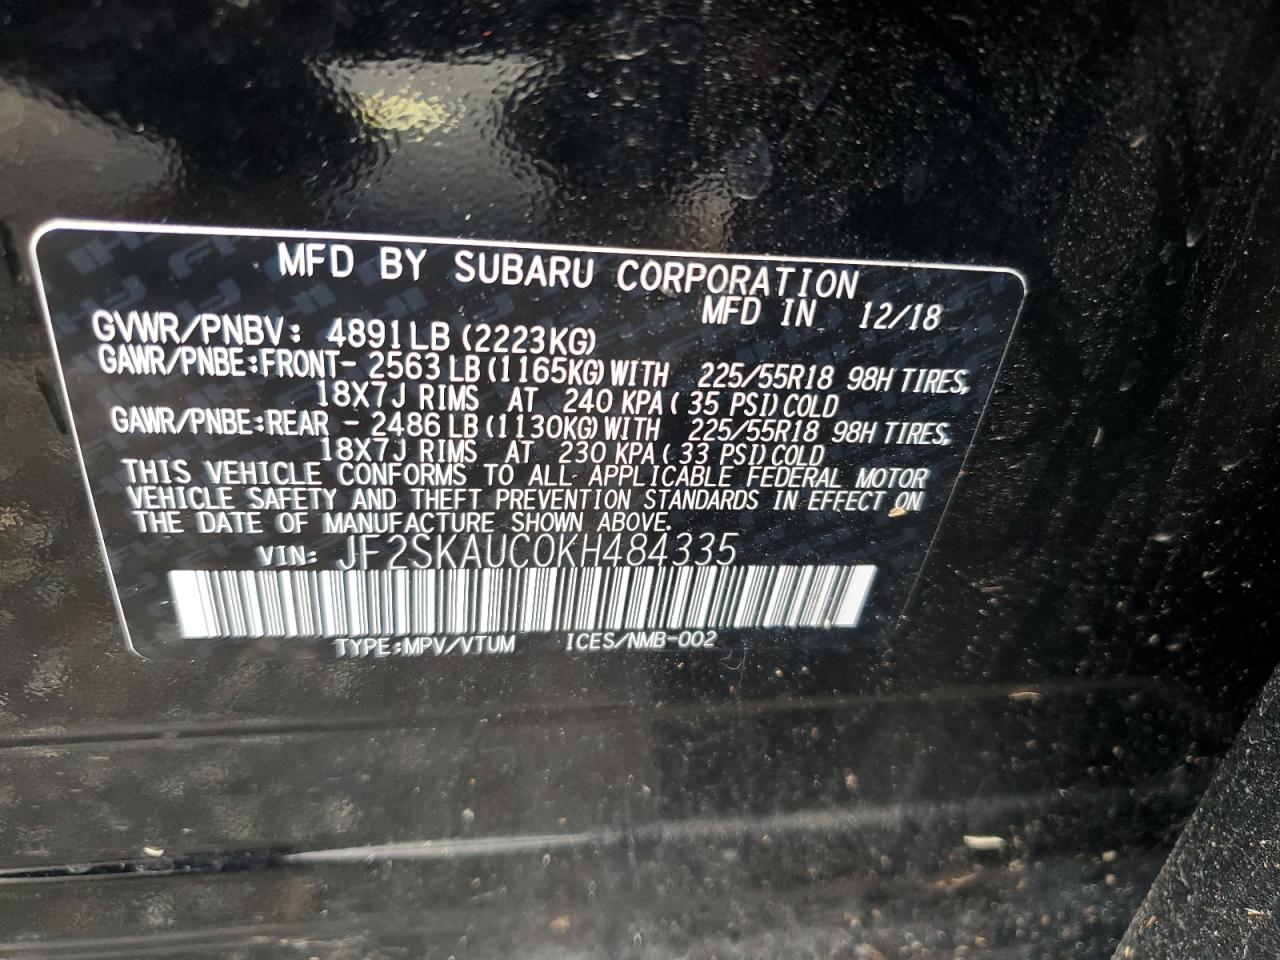 MFD BY SUBARU CORPORATION
MFD IN 12/18
GVWR/PNBV: 4891LB (2223KG)
GAWR/PNBE:FRONT- 2563 LB (1165KG) WITH 225/55R18 98H TIRES,
18X7J RIMS AT 240 KPA ( 35 PSI) COLD
GAWR/PNBE:REAR - 2486 LB (1130KG) WITH 225/55R18 98H TIRES,
18X7J RIMS AT 230 KPA ( 33 PSI) COLD
THIS VEHICLE CONFORMS TO ALL APPLICABLE FEDERAL MOTOR
VEHICLE SAFETY AND THEFT PREVENTION STANDARDS IN EFFECT ON
THE DATE OF MANUFACTURE SHOWN ABOVE.
VIN: JF2SKAUC0KH484335
TYPE:MPV/VTUM ICES/NMB-002